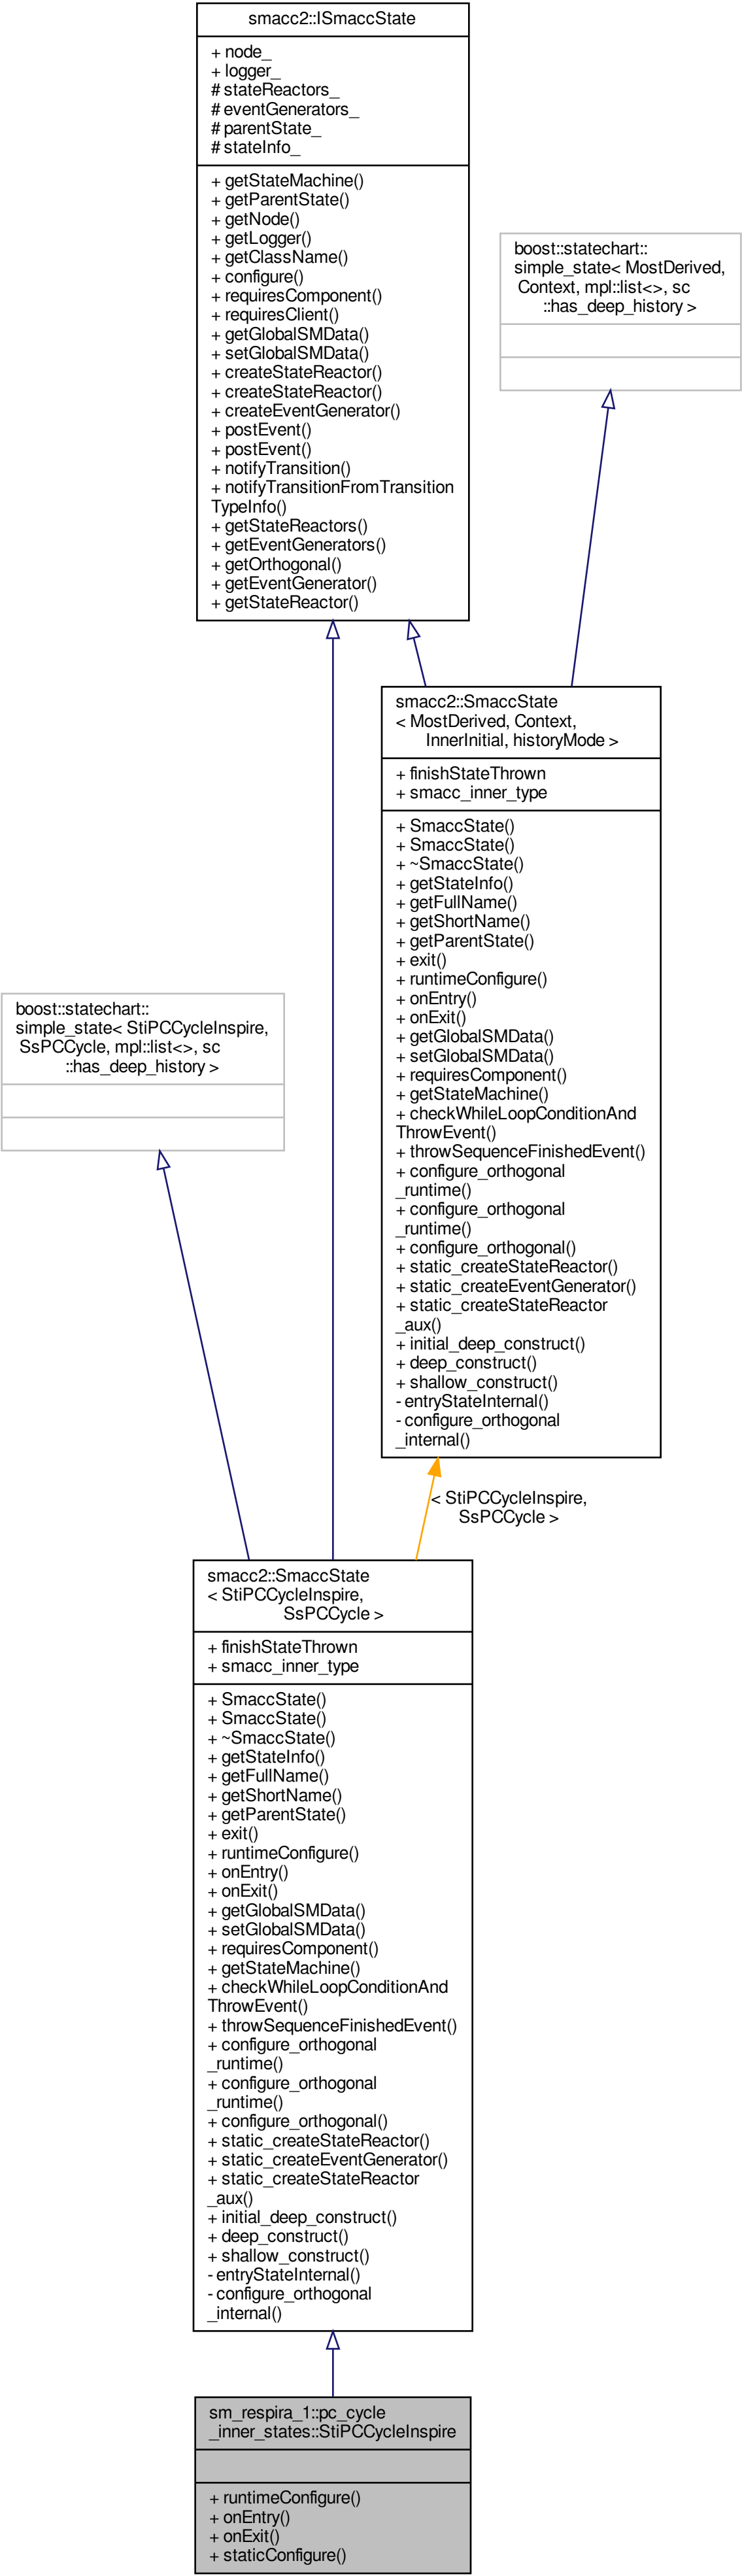 smacc2::ISmaccState
+ node_
+ logger_
# stateReactors_
# eventGenerators_
# parentState_
# stateInfo_
+ getStateMachine()
+ getParentState()
+ getNode()
+ getLogger()
+ getClassName()
+ configure()
+ requiresComponent()
+ requiresClient()
+ getGlobalSMData()
+ setGlobalSMData()
+ createStateReactor()
+ createStateReactor()
+ createEventGenerator()
+ postEvent()
+ postEvent()
+ notifyTransition()
+ notifyTransitionFromTransition
TypeInfo()
+ getStateReactors()
+ getEventGenerators()
+ getOrthogonal()
+ getEventGenerator()
+ getStateReactor()
boost::statechart::
simple_state< MostDerived,
Context, mpl::list<>, sc
::has_deep_history >
smacc2::SmaccState
< MostDerived, Context,
InnerInitial, historyMode >
+ finishStateThrown
+ smacc_inner_type
+ SmaccState()
+ SmaccState()
+ ~SmaccState()
+ getStateInfo()
+ getFullName()
+ getShortName()
+ getParentState()
+ exit()
+ runtimeConfigure()
+ onEntry()
+ onExit()
+ getGlobalSMData()
+ setGlobalSMData()
+ requiresComponent()
+ getStateMachine()
+ checkWhileLoopConditionAnd
ThrowEvent()
+ throwSequenceFinishedEvent()
+ configure_orthogonal
_runtime()
+ configure_orthogonal
_runtime()
+ configure_orthogonal()
+ static_createStateReactor()
+ static_createEventGenerator()
+ static_createStateReactor
_aux()
+ initial_deep_construct()
+ deep_construct()
+ shallow_construct()
- entryStateInternal()
- configure_orthogonal
_internal()
boost::statechart::
simple_state< StiPCCycleInspire,
SsPCCycle, mpl::list<>, sc
::has_deep_history >
< StiPCCycleInspire,
SsPCCycle >
smacc2::SmaccState
< StiPCCycleInspire,
SsPCCycle >
+ finishStateThrown
+ smacc_inner_type
+ SmaccState()
+ SmaccState()
+ ~SmaccState()
+ getStateInfo()
+ getFullName()
+ getShortName()
+ getParentState()
+ exit()
+ runtimeConfigure()
+ onEntry()
+ onExit()
+ getGlobalSMData()
+ setGlobalSMData()
+ requiresComponent()
+ getStateMachine()
+ checkWhileLoopConditionAnd
ThrowEvent()
+ throwSequenceFinishedEvent()
+ configure_orthogonal
_runtime()
+ configure_orthogonal
_runtime()
+ configure_orthogonal()
+ static_createStateReactor()
+ static_createEventGenerator()
+ static_createStateReactor
_aux()
+ initial_deep_construct()
+ deep_construct()
+ shallow_construct()
- entryStateInternal()
- configure_orthogonal
_internal()
sm_respira_1::pc_cycle
_inner_states::StiPCCycleInspire
+ runtimeConfigure()
+ onEntry()
+ onExit()
+ staticConfigure()